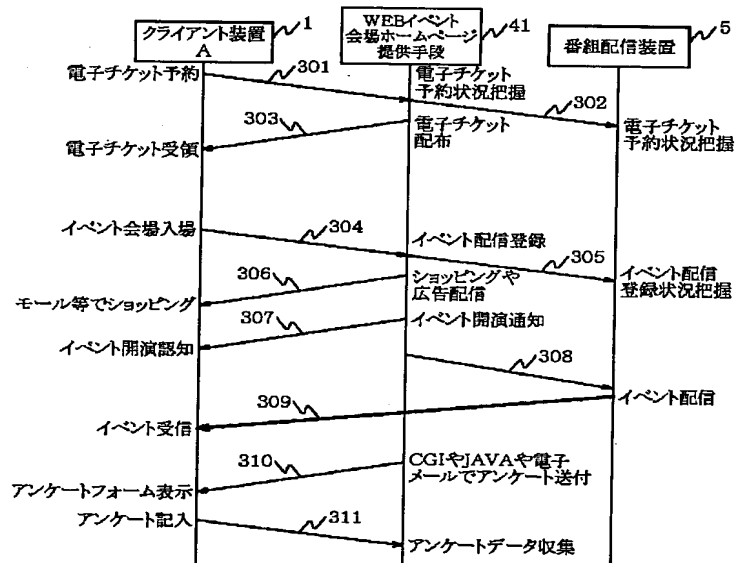 クライアント装置
A
1
WEBイベント
会場ホームページ
提供手段
41
番組配信装置
5
電子チケット予約
301
電子チケット
予約状況把握
302
電子チケット
予約状況把握
303
電子チケット
配布
電子チケット受領
イベント会場入場
304
イベント配信登録
305
イベント配信
登録状況把握
306
ショッピングや
広告配信
モール等でショッピング
307
イベント開演通知
イベント開演認知
308
イベント配信
309
イベント受信
310
CGIやJAVAや電子
メールでアンケート送付
アンケートフォーム表示
アンケート記入
311
アンケートデータ収集